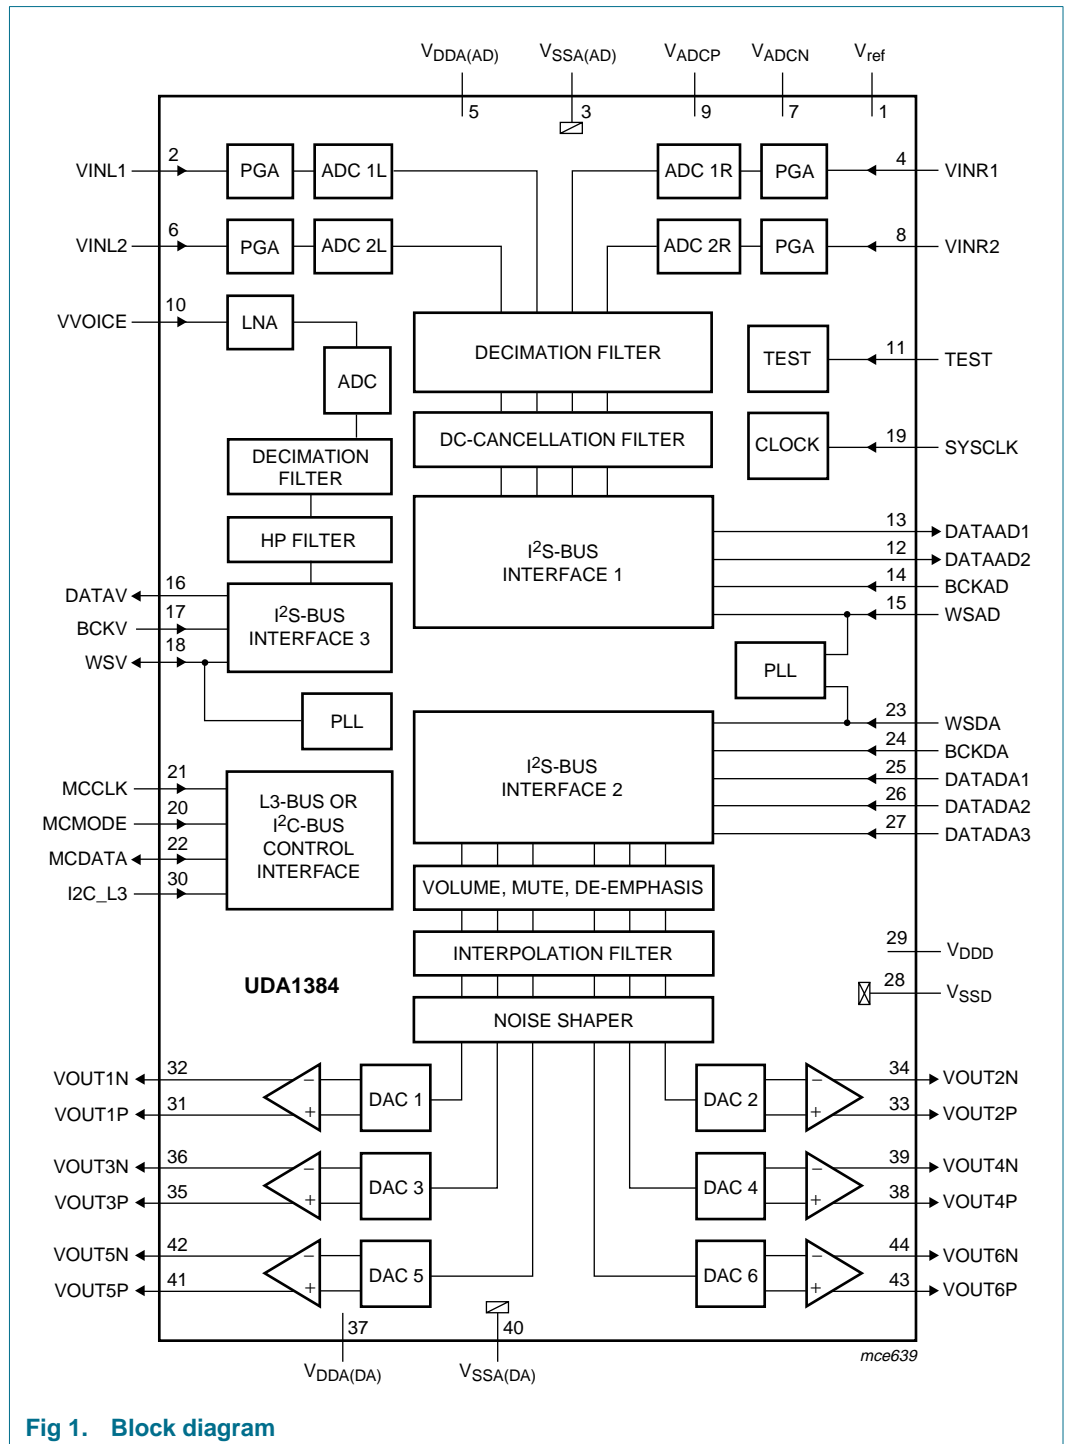 VDDA(AD) VSSA(AD) VADCP VADCN Vref
5 3 9 7 1
VINL1 2 PGA ADC 1L ADC 1R PGA 4 VINR1
VINL2 6 PGA ADC 2L ADC 2R PGA 8 VINR2
VVOICE 10 LNA
DECIMATION FILTER
TEST 11 TEST
ADC
DC-CANCELLATION FILTER
CLOCK 19 SYSCLK
DECIMATION
FILTER
HP FILTER
I2S-BUS
INTERFACE 1
13 DATAAD1
12 DATAAD2
14 BCKAD
15 WSAD
DATAV 16
BCKV 17
WSV 18
I2S-BUS
INTERFACE 3
PLL
PLL
I2S-BUS
INTERFACE 2
23 WSDA
24 BCKDA
25 DATADA1
26 DATADA2
27 DATADA3
MCCLK 21
MCMODE 20
MCDATA 22
I2C_L3 30
L3-BUS OR
I2C-BUS
CONTROL
INTERFACE
VOLUME, MUTE, DE-EMPHASIS
INTERPOLATION FILTER
29 VDDD
UDA1384
28 VSSD
NOISE SHAPER
VOUT1N 32 − DAC 1 DAC 2 − 34 VOUT2N
VOUT1P 31 + + 33 VOUT2P
VOUT3N 36 − DAC 3 DAC 4 − 39 VOUT4N
VOUT3P 35 + + 38 VOUT4P
VOUT5N 42 − DAC 5 DAC 6 − 44 VOUT6N
VOUT5P 41 + + 43 VOUT6P
37 40
VDDA(DA) VSSA(DA)
mce639
Fig 1. Block diagram